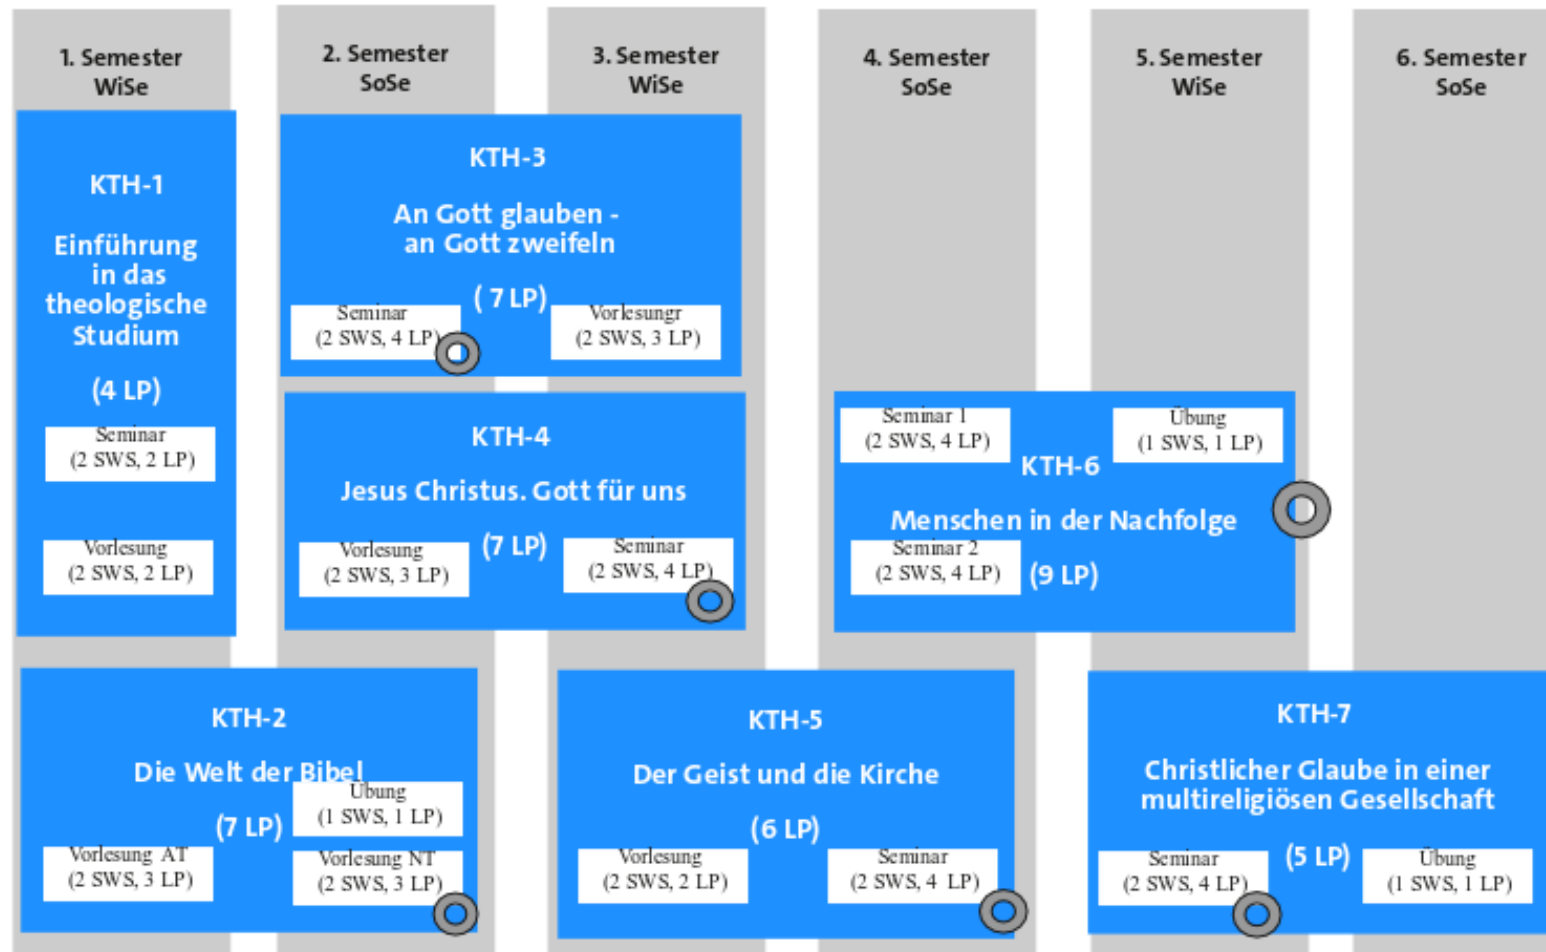 1. Semester
WiSe
2. Semester
SoSe
3. Semester
WiSe
4. Semester
SoSe
5. Semester
WiSe
6. Semester
SoSe
KTH-1
Einführung
in das
theologische
Studium
(4 LP)
Seminar
(2 SWS, 2 LP)
Vorlesung
(2 SWS, 2 LP)
KTH-3
An Gott glauben -
an Gott zweifeln
( 7 LP)
Seminar
(2 SWS, 4 LP)
Vorlesungr
(2 SWS, 3 LP)
KTH-4
Jesus Christus. Gott für uns
(7 LP)
Vorlesung
(2 SWS, 3 LP)
Seminar
(2 SWS, 4 LP)
Seminar 1
(2 SWS, 4 LP)
Übung
(1 SWS, 1 LP)
KTH-6
Menschen in der Nachfolge
Seminar 2
(2 SWS, 4 LP)
(9 LP)
KTH-2
Die Welt der Bibel
Übung
(1 SWS, 1 LP)
(7 LP)
Vorlesung AT
(2 SWS, 3 LP)
Vorlesung NT
(2 SWS, 3 LP)
KTH-5
Der Geist und die Kirche
(6 LP)
Vorlesung
(2 SWS, 2 LP)
Seminar
(2 SWS, 4 LP)
KTH-7
Christlicher Glaube in einer
multireligiösen Gesellschaft
(5 LP)
Seminar
(2 SWS, 4 LP)
Übung
(1 SWS, 1 LP)